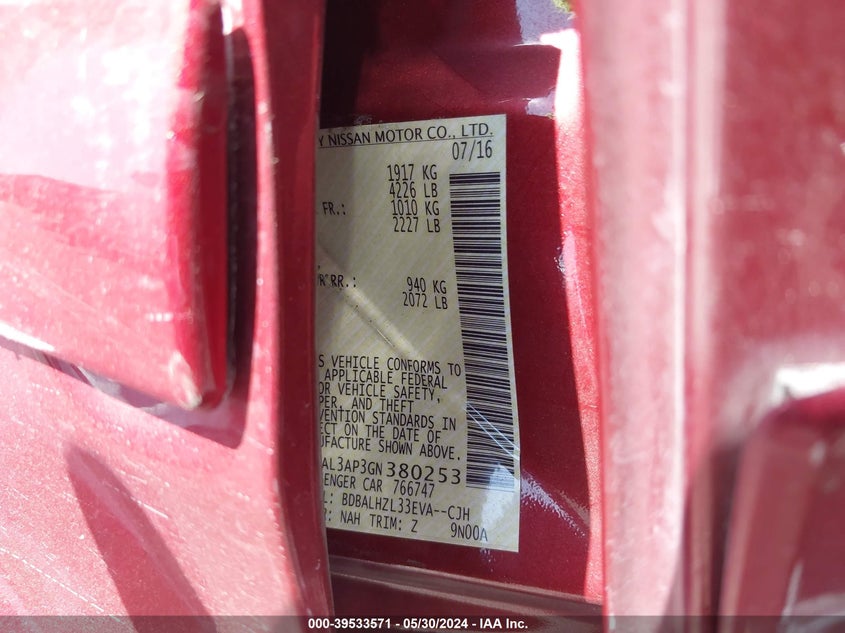 Y NISSAN MOTOR CO., LTD.
07/16
1917 KG
4226 LB
FR.: 1010 KG
2227 LB
RR.: 940 KG
2072 LB
S VEHICLE CONFORMS TO
APPLICABLE FEDERAL
OR VEHICLE SAFETY,
PER, AND THEFT
VENTION STANDARDS IN
ECT ON THE DATE OF
UFACTURE SHOWN ABOVE.
AL3AP3GN380253
ENGER CAR 766747
L: BDBALHZL33EVA--CJH
R: NAH TRIM: Z 9N00A
000-39533571 - 05/30/2024 - IAA Inc.